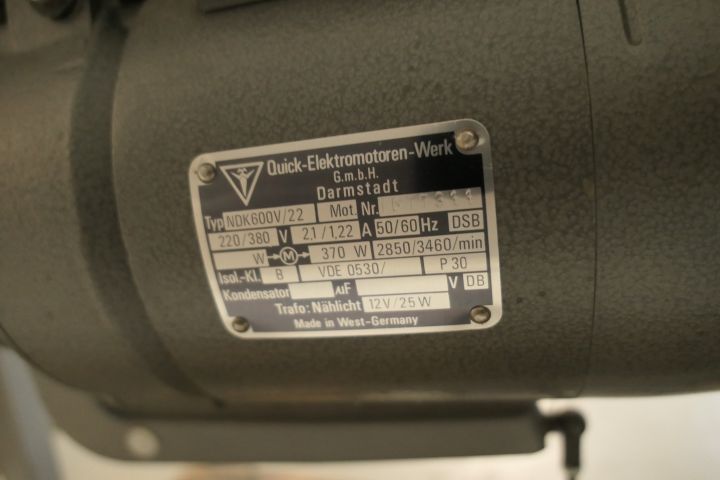 Quick-Elektromotoren-Werk
G.m.b.H.
Darmstadt
Typ NDK600V/22 Mot. Nr.
220/380 V 2,1/1,22 A 50/60 Hz DSB
W M 370 W 2850/3460/min
Isol.-Kl. B VDE 0530/ P 30
Kondensator µF V DB
Trafo: Nählicht 12V/25W
Made in West-Germany